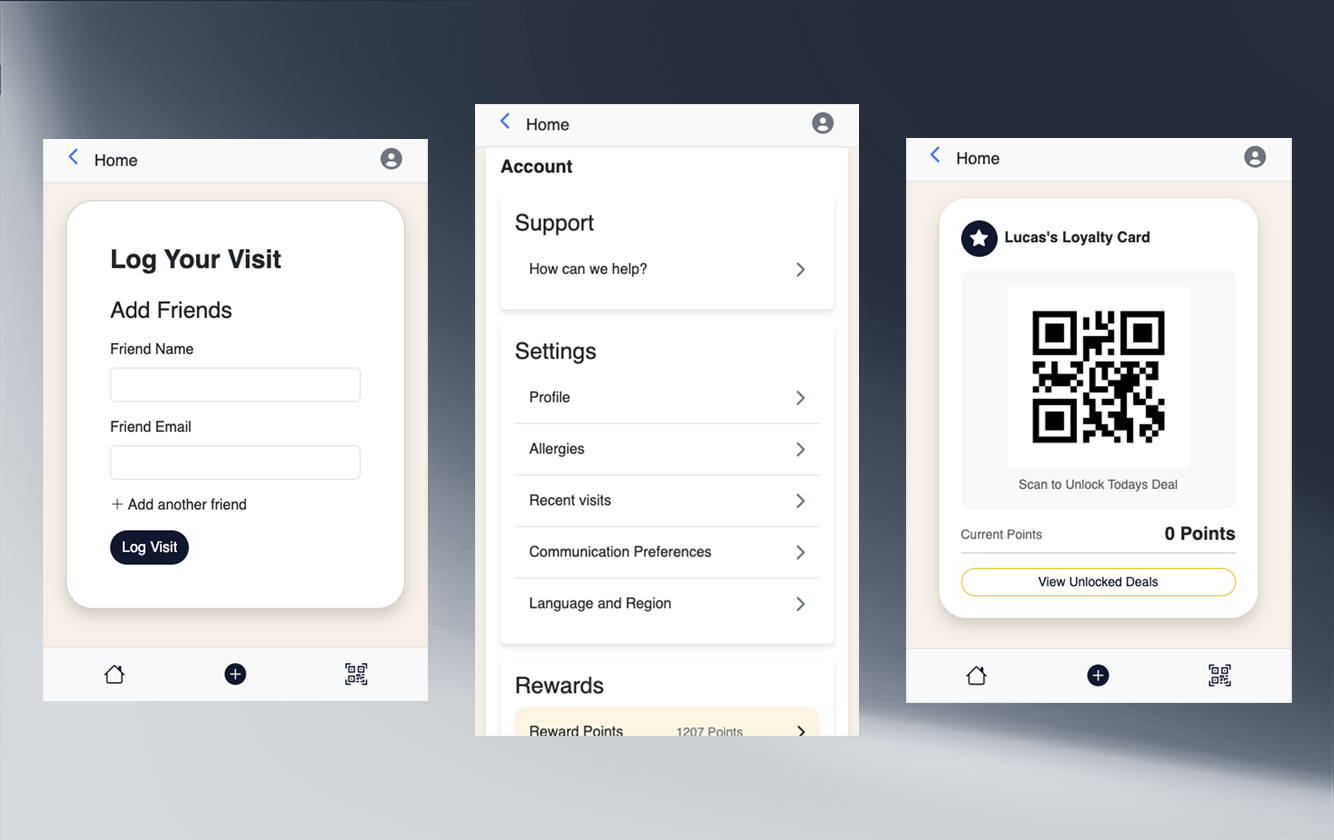 Home
Log Your Visit
Add Friends
Friend Name
Friend Email
+ Add another friend
Log Visit
Home
Account
Support
How can we help?
Settings
Profile
Allergies
Recent visits
Communication Preferences
Language and Region
Rewards
Reward Points 1207 Points
Home
Lucas's Loyalty Card
Scan to Unlock Todays Deal
Current Points 0 Points
View Unlocked Deals